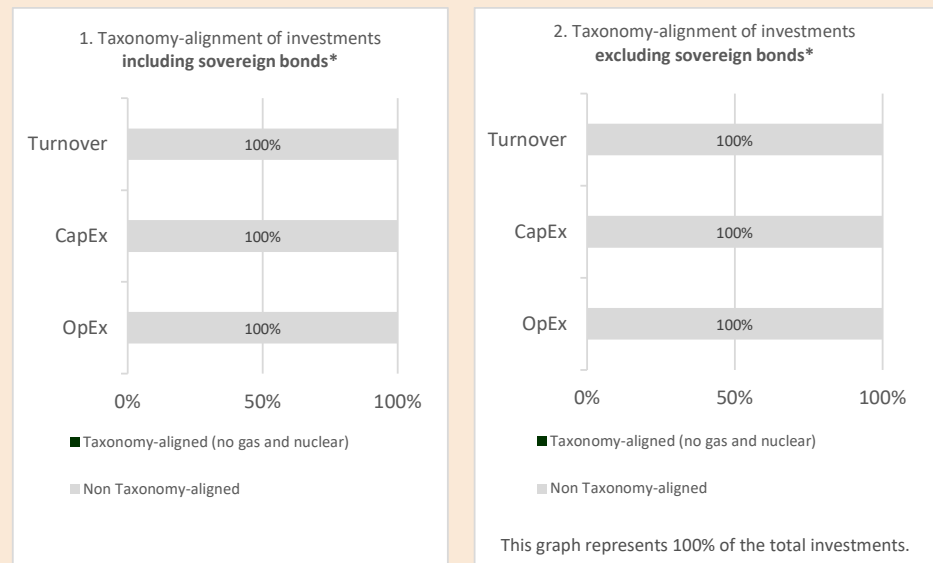 1. Taxonomy-alignment of investments
including sovereign bonds*
Turnover
100%
CapEx
100%
OpEx
100%
0%
50%
100%
Taxonomy-aligned (no gas and nuclear)
Non Taxonomy-aligned
2. Taxonomy-alignment of investments
excluding sovereign bonds*
Turnover
100%
CapEx
100%
OpEx
100%
0%
50%
100%
Taxonomy-aligned (no gas and nuclear)
Non Taxonomy-aligned
This graph represents 100% of the total investments.